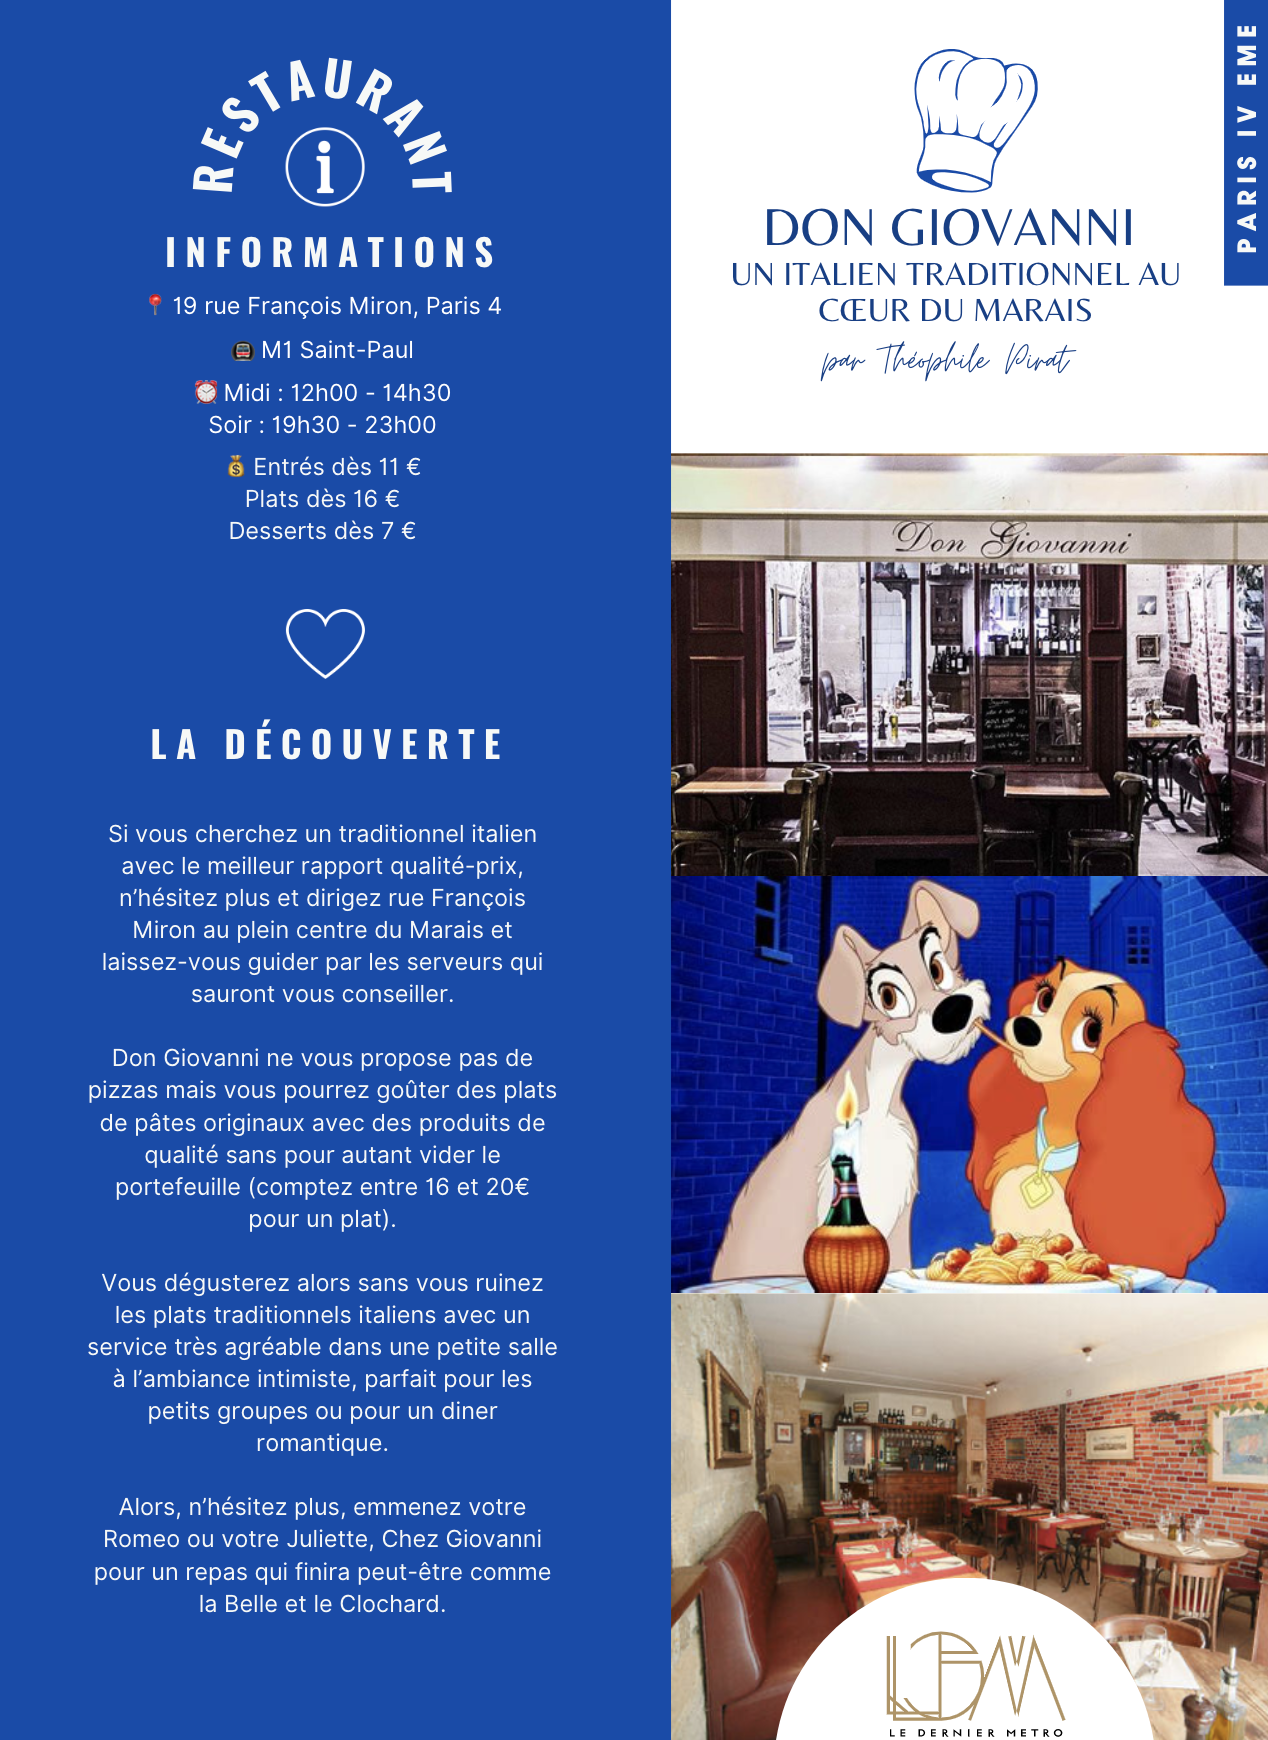 RESTAURANT
i
INFORMATIONS
📍 19 rue François Miron, Paris 4
🚇 M1 Saint-Paul
⏰ Midi : 12h00 - 14h30
Soir : 19h30 - 23h00
💰 Entrés dès 11 €
Plats dès 16 €
Desserts dès 7 €
LA DÉCOUVERTE
Si vous cherchez un traditionnel italien
avec le meilleur rapport qualité-prix,
n’hésitez plus et dirigez rue François
Miron au plein centre du Marais et
laissez-vous guider par les serveurs qui
sauront vous conseiller.
Don Giovanni ne vous propose pas de
pizzas mais vous pourrez goûter des plats
de pâtes originaux avec des produits de
qualité sans pour autant vider le
portefeuille (comptez entre 16 et 20€
pour un plat).
Vous dégusterez alors sans vous ruinez
les plats traditionnels italiens avec un
service très agréable dans une petite salle
à l’ambiance intimiste, parfait pour les
petits groupes ou pour un diner
romantique.
Alors, n’hésitez plus, emmenez votre
Romeo ou votre Juliette, Chez Giovanni
pour un repas qui finira peut-être comme
la Belle et le Clochard.
PARIS IV EME
DON GIOVANNI
UN ITALIEN TRADITIONNEL AU
CŒUR DU MARAIS
par Théophile Pirat
Don Giovanni
LDM
LE DERNIER METRO